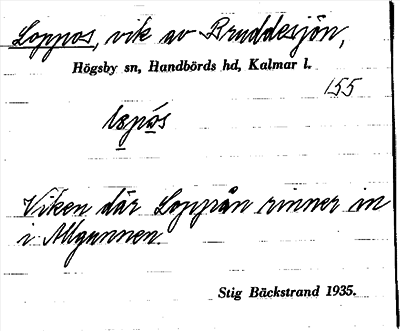 Loppos, vik av Bruddesjön,
Högsby sn, Handbörds hd, Kalmar l.
155
Viken där Loppån rinner in
i Allgunnen.
Stig Bäckstrand 1935.